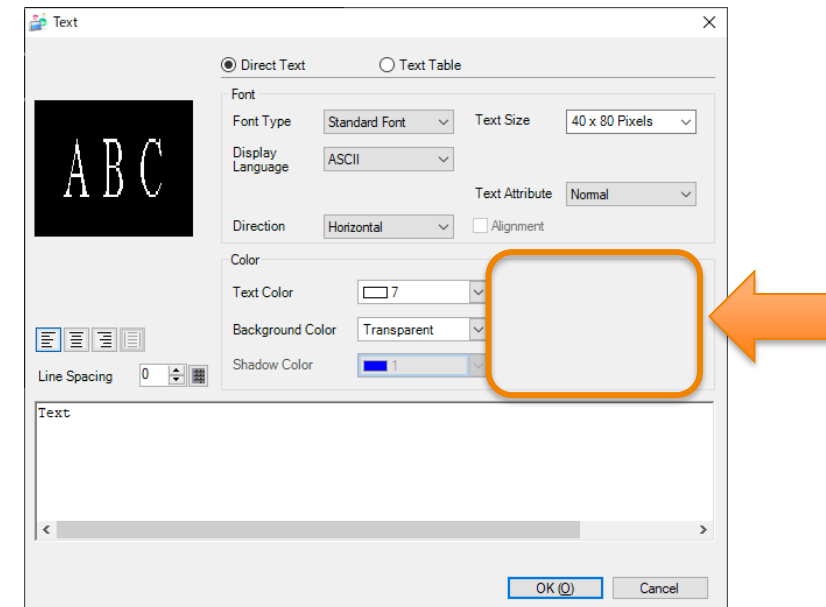 Text
Direct Text Text Table
Font
Font Type Standard Font Text Size 40 x 80 Pixels
Display Language ASCII
Text Attribute Normal
Direction Horizontal Alignment
ABC
Color
Text Color 7
Background Color Transparent
Shadow Color 1
Line Spacing 0
Text
OK (O) Cancel